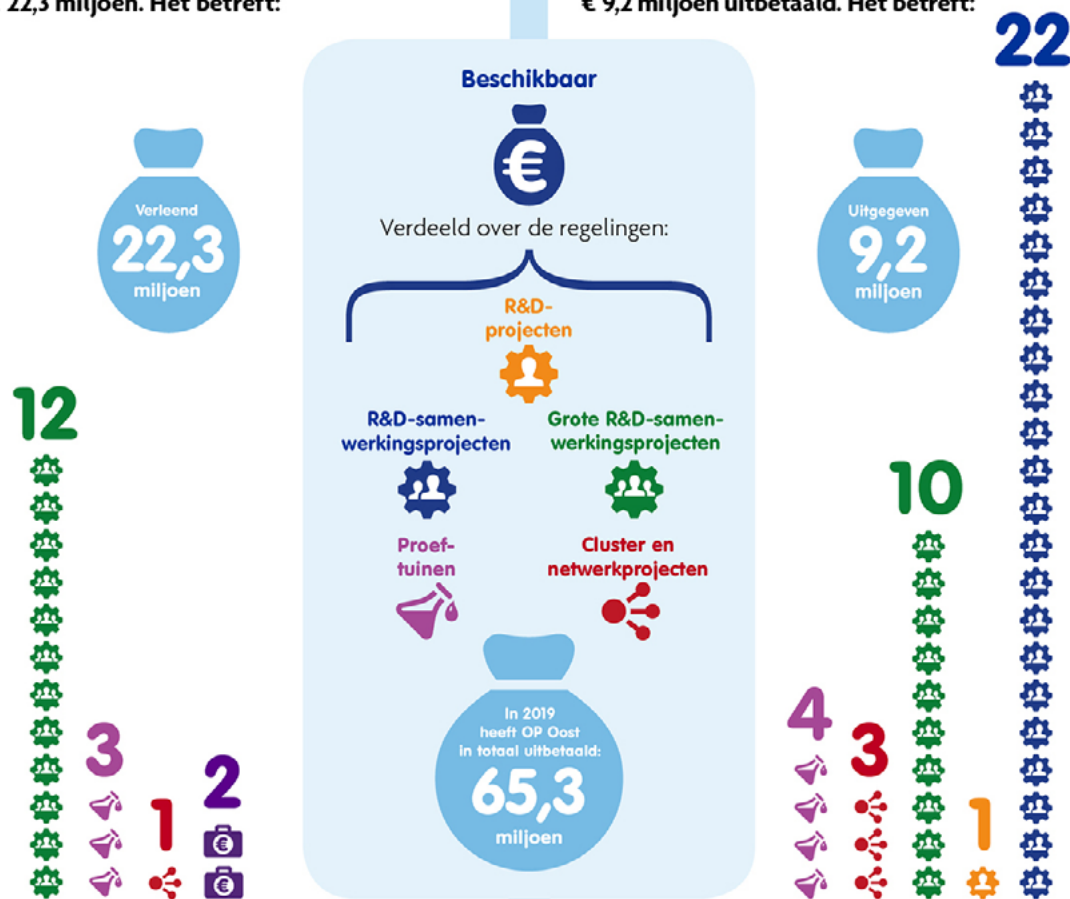 22,3 miljoen. Het betreft:
€ 9,2 miljoen uitbetaald. Het betreft:
Beschikbaar
€
Verdeeld over de regelingen:
Verleend
22,3
miljoen
Uitgegeven
9,2
miljoen
R&D-
projecten
R&D-samen-
werkingsprojecten
Grote R&D-samen-
werkingsprojecten
Proef-
tuinen
Cluster en
netwerkprojecten
In 2019
heeft OP Oost
in totaal uitbetaald:
65,3
miljoen
12
3
1
2
€
€
4
3
10
1
22